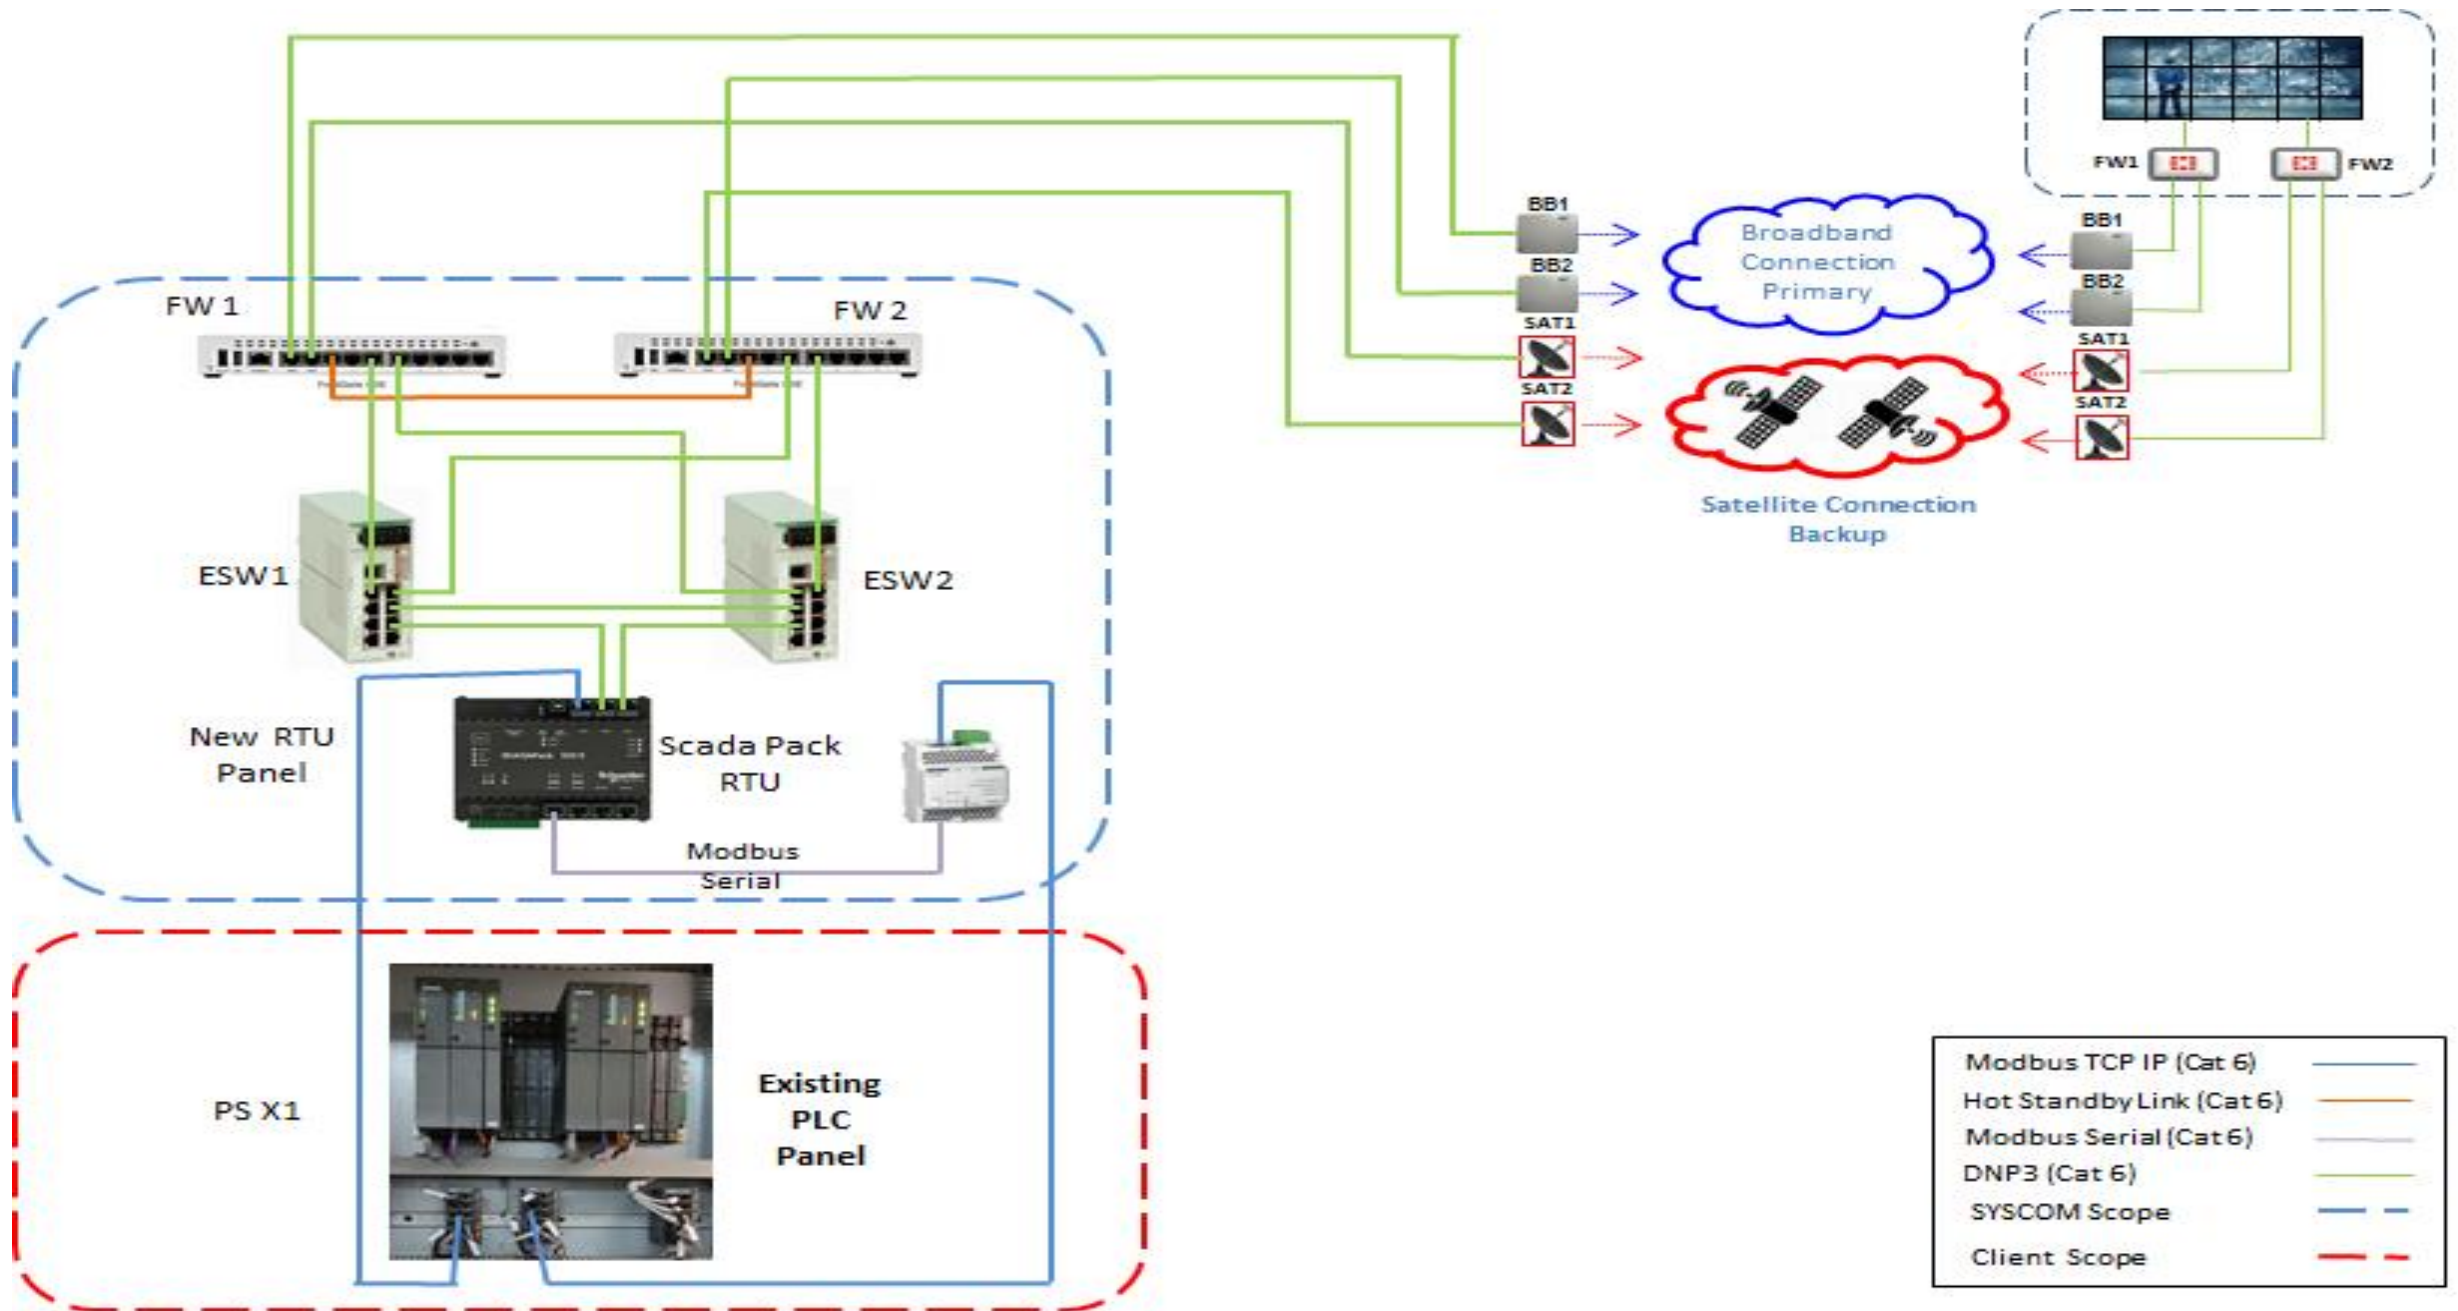 FW1
FW2
BB1
BB2
SAT1
SAT2
Broadband
Connection
Primary
BB1
BB2
SAT1
SAT2
Satellite Connection
Backup
FW 1
FW 2
ESW1
ESW2
New RTU
Panel
Scada Pack
RTU
Modbus
Serial
PS X1
Existing
PLC
Panel
Modbus TCP IP (Cat 6)
Hot Standby Link (Cat 6)
Modbus Serial (Cat 6)
DNP3 (Cat 6)
SYSCOM Scope
Client Scope